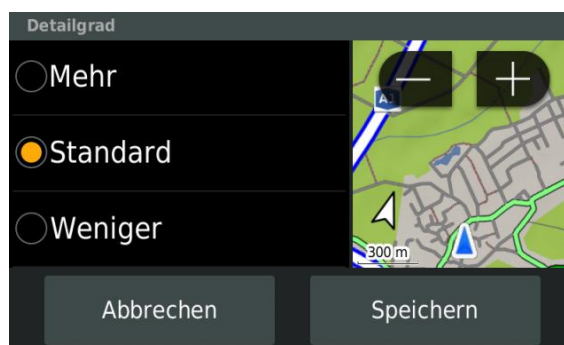 Detailgrad
Mehr
Standard
Weniger
300 m
Abbrechen
Speichern